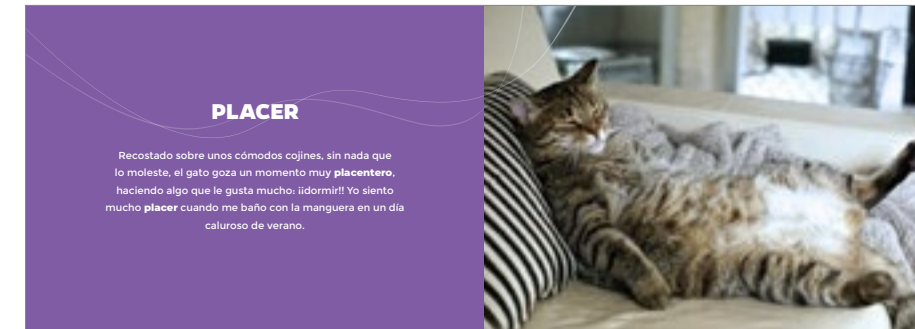 PLACER
Recostado sobre unos cómodos cojines, sin nada que
lo moleste, el gato goza un momento muy placentero,
haciendo algo que le gusta mucho: ¡¡dormir!! Yo siento
mucho placer cuando me baño con la manguera en un día
caluroso de verano.